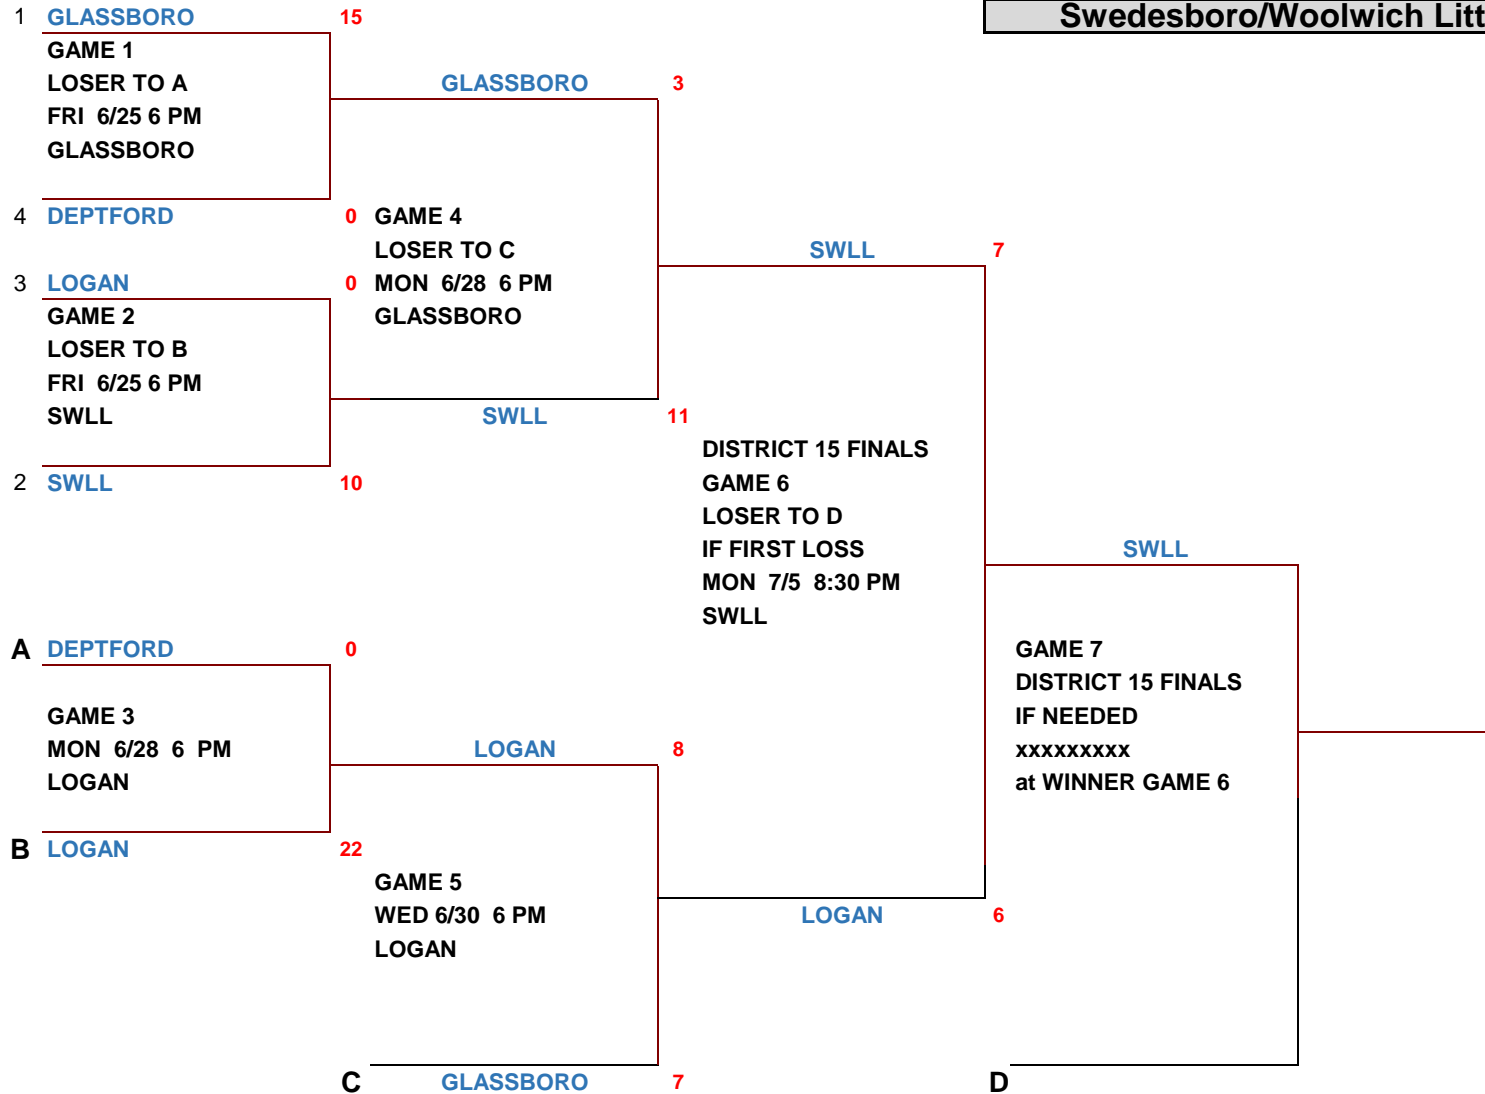 1 GLASSBORO 15
Swedesboro/Woolwich Litt
GAME 1
LOSER TO A
GLASSBORO 3
FRI 6/25 6 PM
GLASSBORO
4 DEPTFORD 0
GAME 4
LOSER TO C
SWLL 7
3 LOGAN 0
MON 6/28 6 PM
GAME 2
GLASSBORO
LOSER TO B
FRI 6/25 6 PM
SWLL
SWLL 11
DISTRICT 15 FINALS
2 SWLL 10
GAME 6
LOSER TO D
IF FIRST LOSS
SWLL
MON 7/5 8:30 PM
SWLL
A DEPTFORD 0
GAME 7
DISTRICT 15 FINALS
GAME 3
IF NEEDED
MON 6/28 6 PM
LOGAN 8
xxxxxxxxx
LOGAN
at WINNER GAME 6
B LOGAN 22
GAME 5
WED 6/30 6 PM
LOGAN 6
LOGAN
C GLASSBORO 7
D